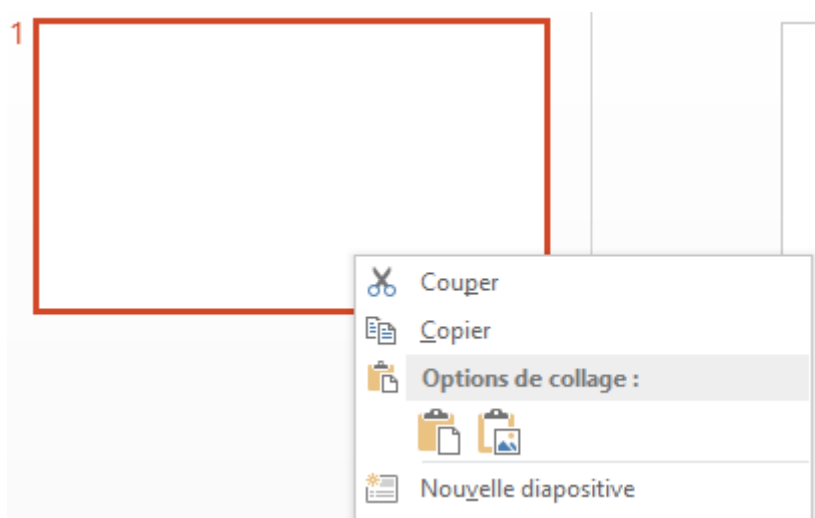 1
Couper
Copier
Options de collage :
Nouvelle diapositive